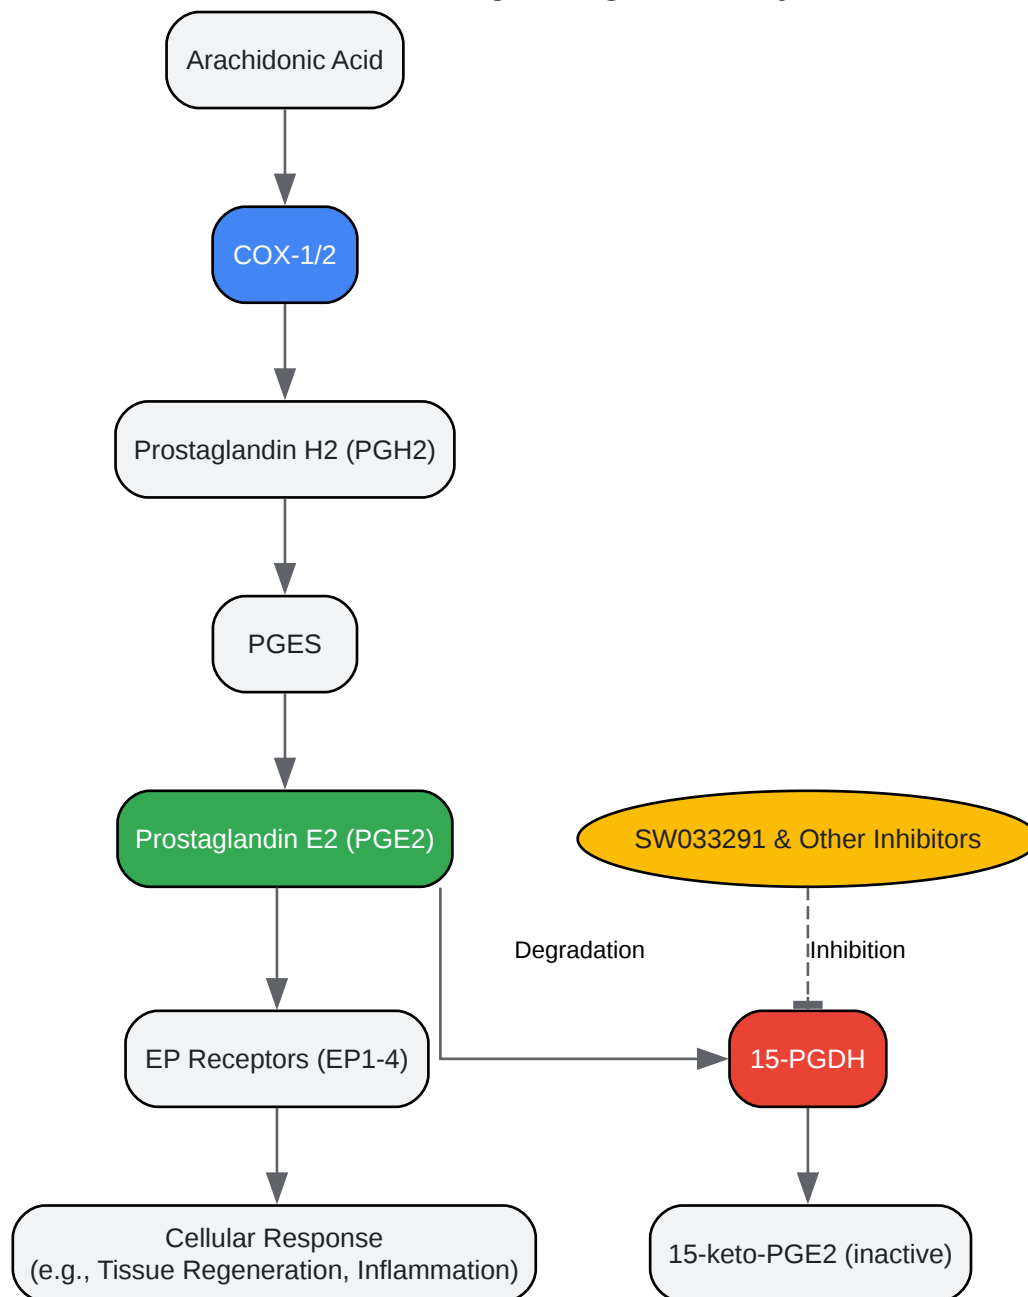 Arachidonic Acid
COX-1/2
Prostaglandin H2 (PGH2)
PGES
Prostaglandin E2 (PGE2)
SW033291 & Other Inhibitors
Degradation
Inhibition
EP Receptors (EP1-4)
15-PGDH
Cellular Response
(e.g., Tissue Regeneration, Inflammation)
15-keto-PGE2 (inactive)